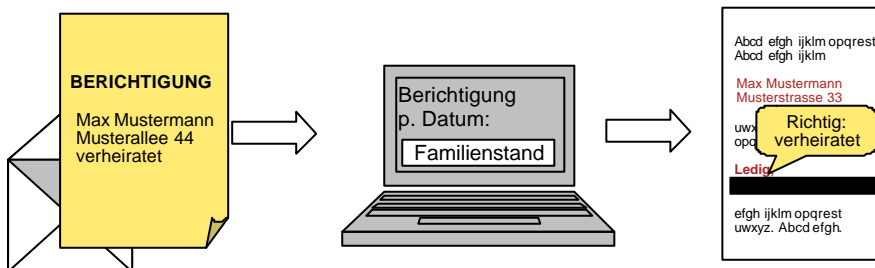 BERICHTIGUNG
Max Mustermann
Musterallee 44
verheiratet
Berichtigung
p. Datum:
Familienstand
Abcd efgh ijklm opqrest
Abcd efgh ijklm
Max Mustermann
Musterstrasse 33
Richtig:
verheiratet
Ledig
efgh ijklm opqrest
uwxyz. Abcd efgh.